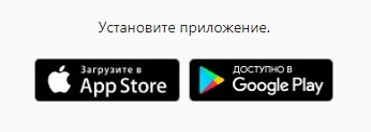 Установите приложение.
Загрузите в
App Store
ДОСТУПНО В
Google Play